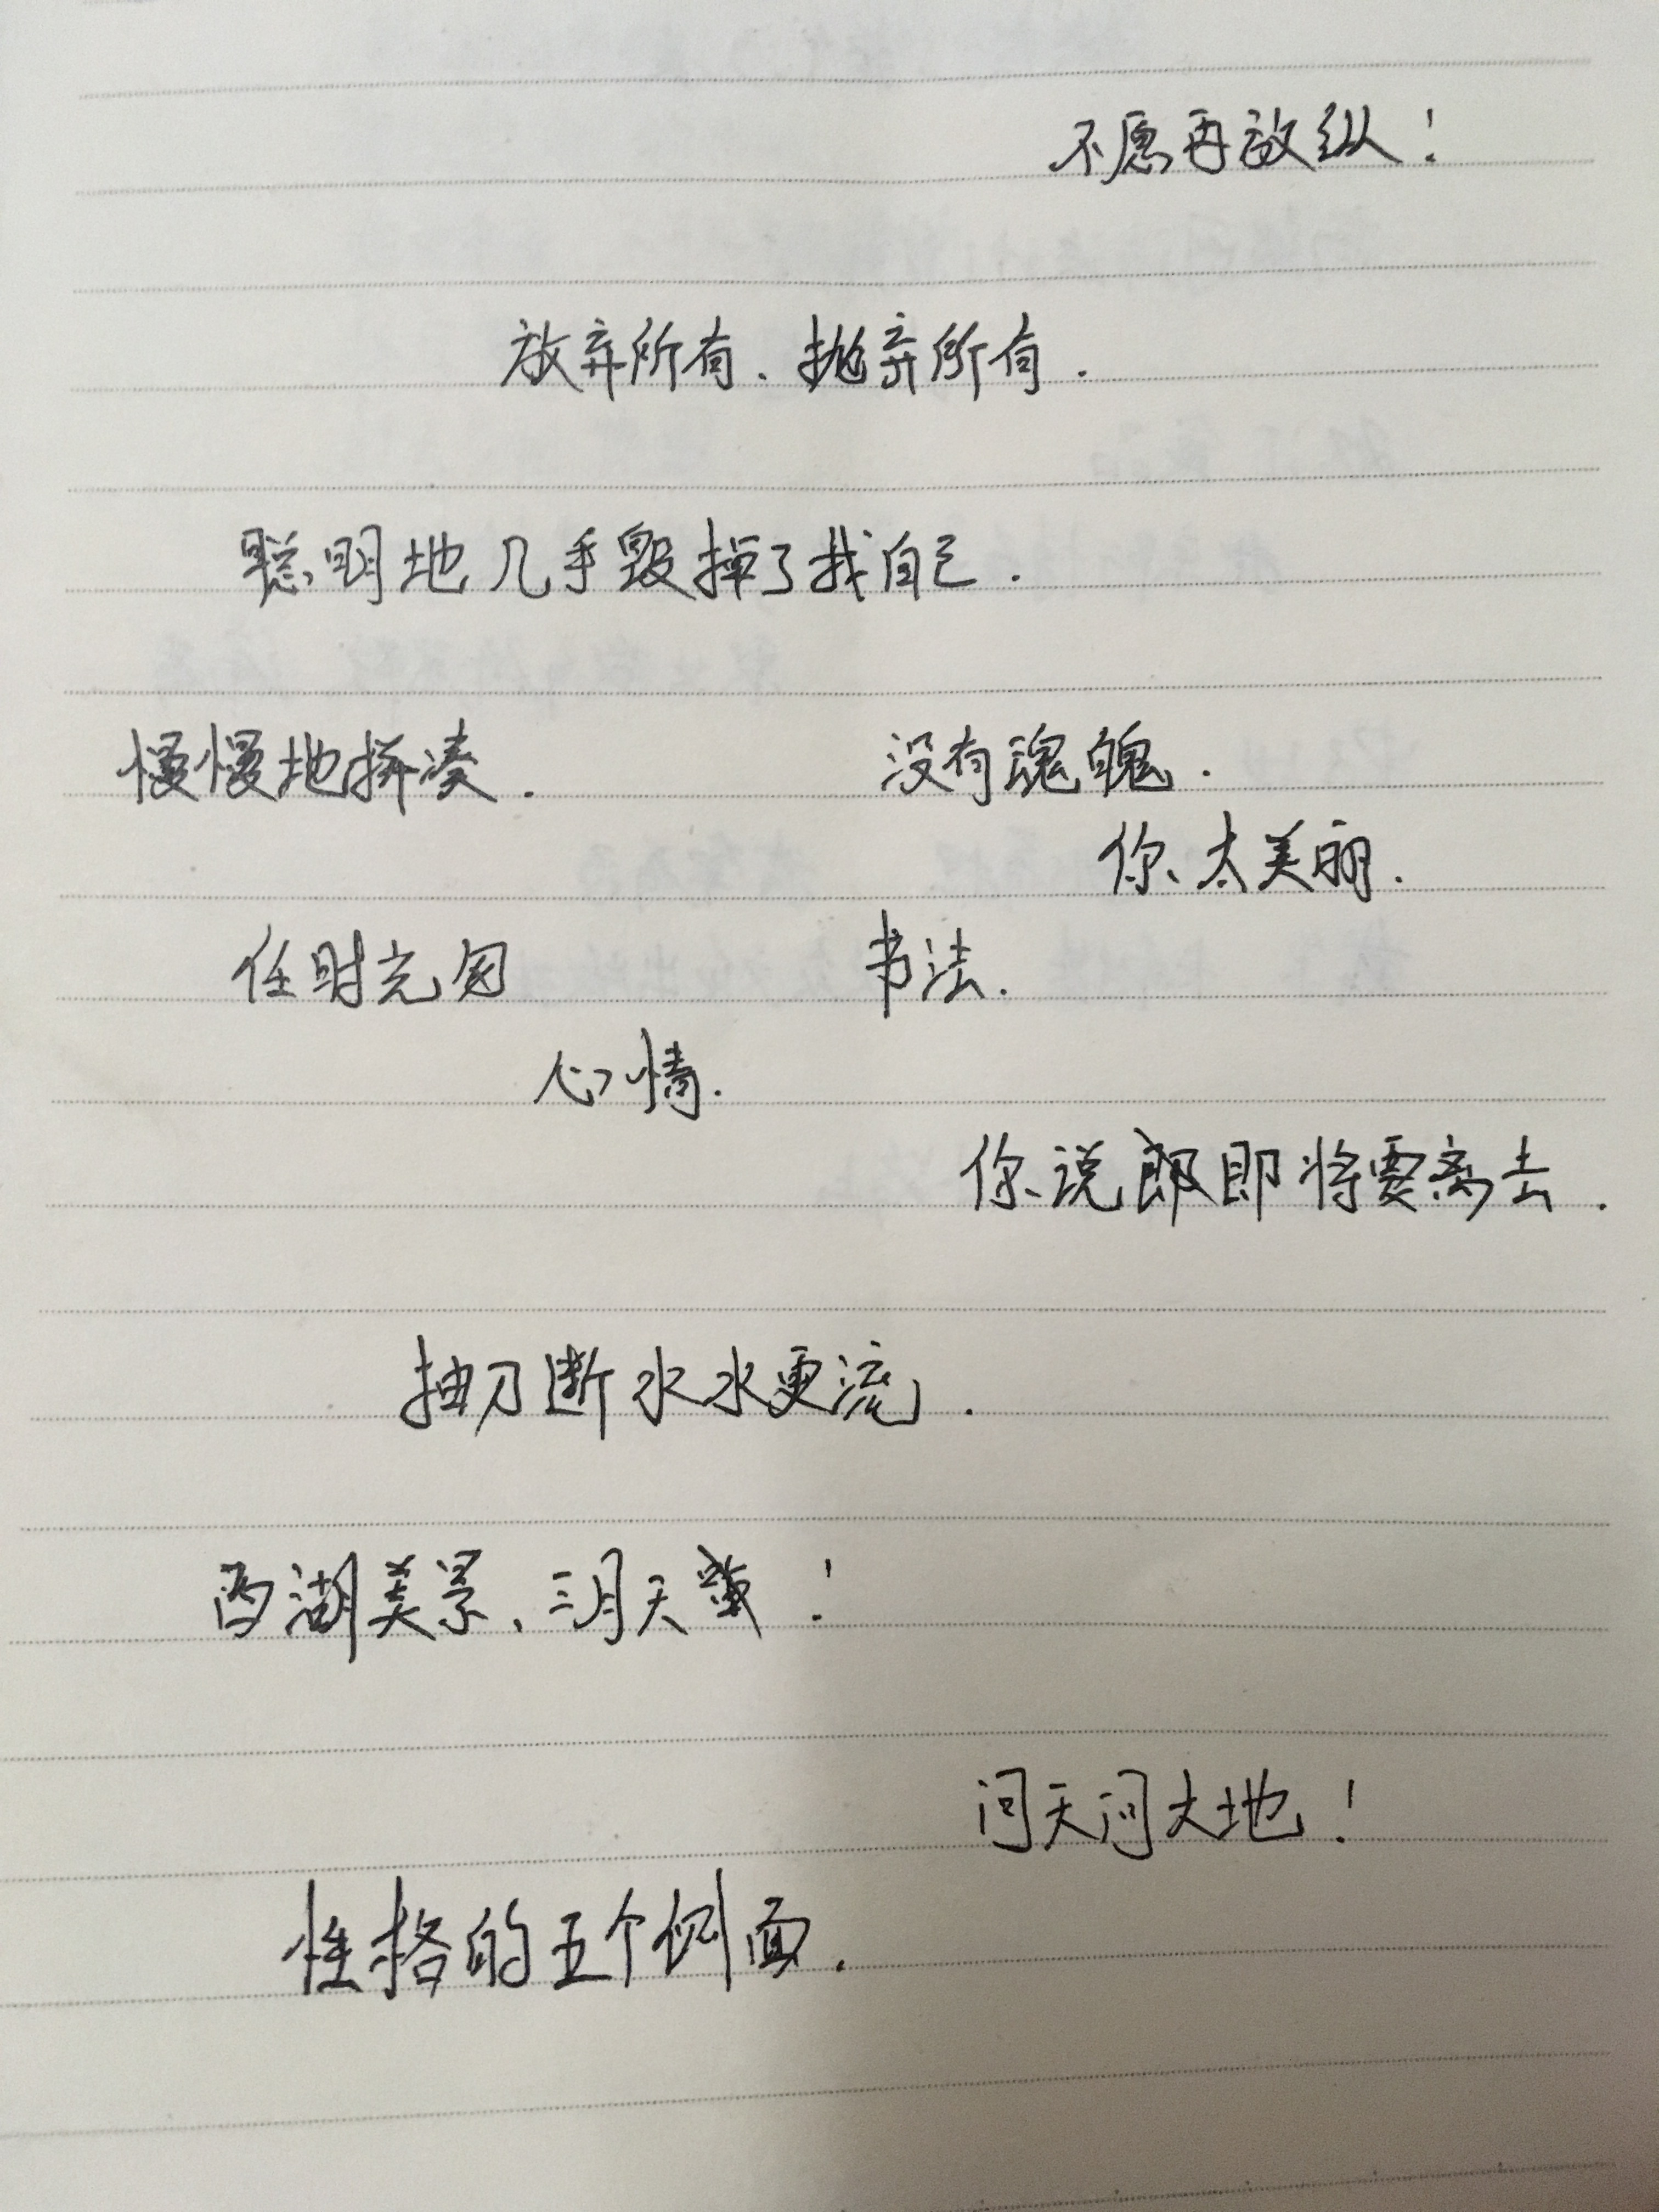 不愿再放纵！
放弃所有、抛弃所有.
聪明地几乎毁掉了我自己.
慢慢地拼凑. 没有魂魄.
你太美丽.
任时光匆 书法.
心情.
你说即将要离去.
抽刀断水水更流.
西湖美景、三月天！
问天问大地！
性格的五个侧面.